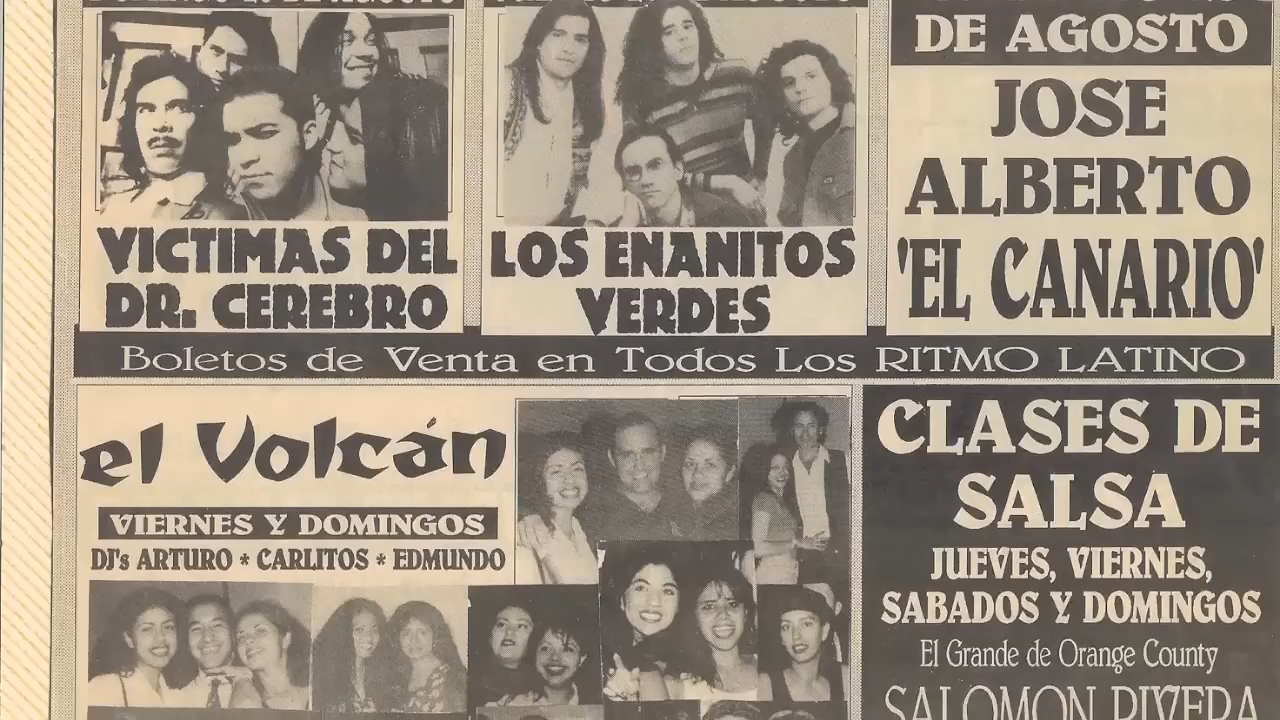 DE AGOSTO
JOSE
ALBERTO
'EL CANARIO'
VICTIMAS DEL
DR. CEREBRO
LOS ENANITOS
VERDES
Boletos de Venta en Todos Los RITMO LATINO
el Volcán
VIERNES Y DOMINGOS
DJ's ARTURO * CARLITOS * EDMUNDO
CLASES DE
SALSA
JUEVES, VIERNES,
SABADOS Y DOMINGOS
El Grande de Orange County
SALOMON RIVERA